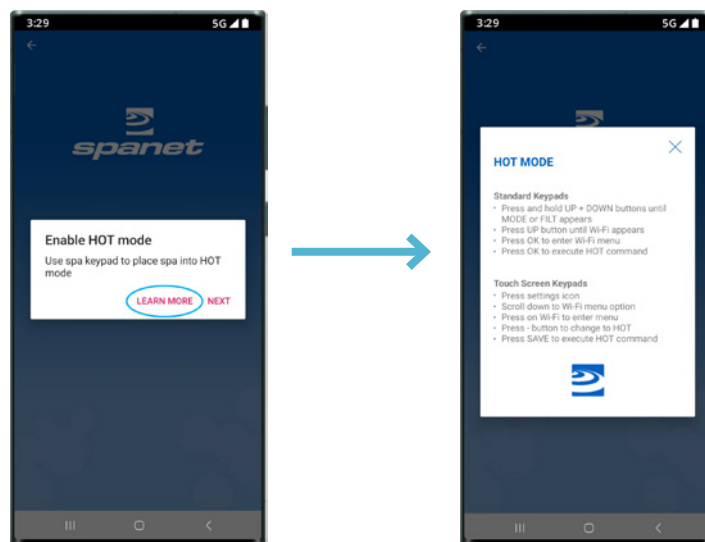 3:29 5G
spanet
Enable HOT mode
Use spa keypad to place spa into HOT
mode
LEARN MORE NEXT
3:29 5G
HOT MODE
Standard Keypads
• Press and hold UP + DOWN buttons until
MODE or FILT appears
• Press UP button until Wi-Fi appears
• Press OK to enter Wi-Fi menu
• Press OK to execute HOT command
Touch Screen Keypads
• Press settings icon
• Scroll down to Wi-Fi menu option
• Press on Wi-Fi to enter menu
• Press - button to change to HOT
• Press SAVE to execute HOT command